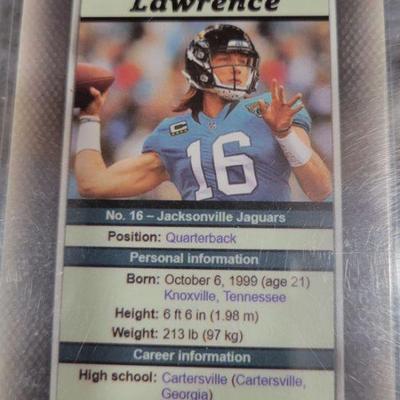 Lawrence
16
No. 16 – Jacksonville Jaguars
Position: Quarterback
Personal information
Born: October 6, 1999 (age 21)
Knoxville, Tennessee
Height: 6 ft 6 in (1.98 m)
Weight: 213 lb (97 kg)
Career information
High school: Cartersville (Cartersville,
Georgia)